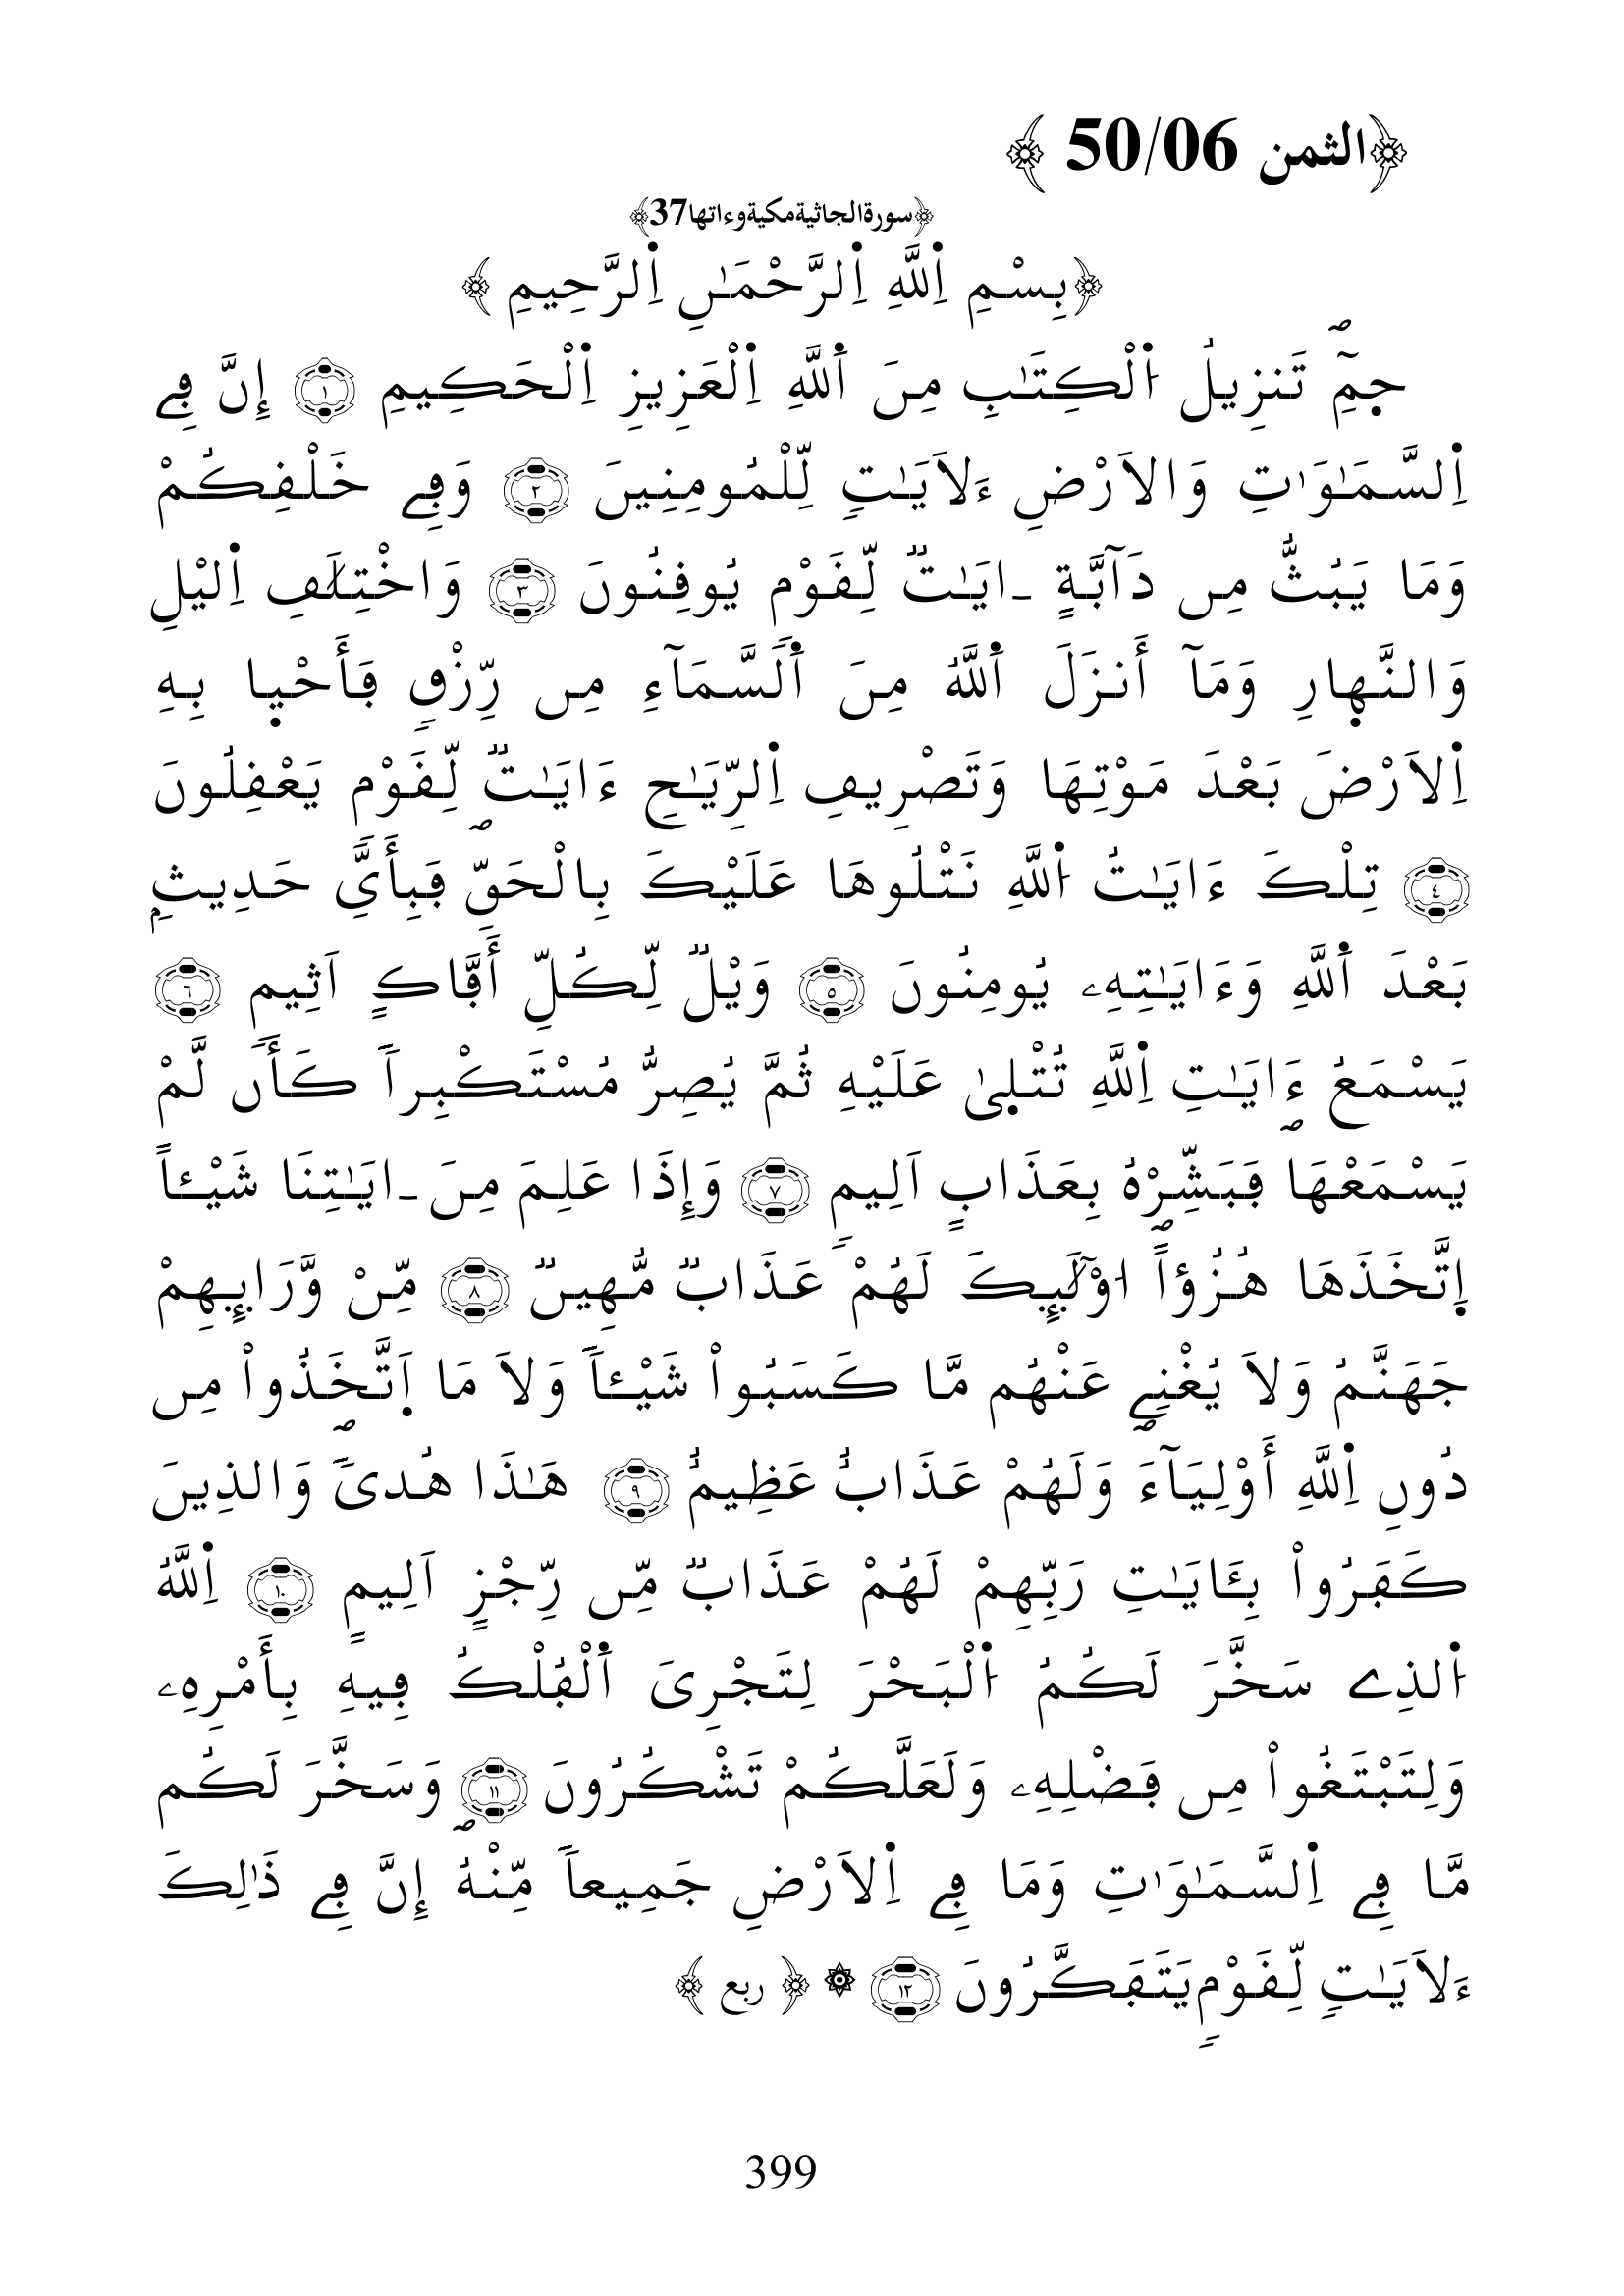 ﴿الثمن 50/06 ﴾
﴿سورة الجاثية مكية وءاتها 37﴾
﴿بِسْمِ اِ۬للَّهِ اِ۬لرَّحْمَٰنِ اِ۬لرَّحِيمِ ﴾
حٜمِٓۖ تَنزِيلُ اُ۬لْكِتَٰبِ مِنَ اَ۬للَّهِ اِ۬لْعَزِيزِ اِ۬لْحَكِيمِۖ ١ إِنَّ فِے
اِ۬لسَّمَٰوَٰتِ وَالَارْضِ ءَلَايَٰتٖ لِّلْمُومِنِينَۖ ٢ وَفِے خَلْفِكُمْ
وَمَا يَبُثُّ مِن دَآبَّةٍ ـ ايَٰتٞ لِّفَوْمٖ يُوفِنُونَ ٣ وَاخْتِلَٰفِ اِ۬ليْلِ
وَالنَّهٜارِ وَمَآ أَنزَلَ اَ۬للَّهُ مِنَ اَ۬لسَّمَآءِ مِن رِّزْقٖ فَأَحْيٜا بِهِ
اِ۬لَارْضَ بَعْدَ مَوْتِهَا وَتَصْرِيفِ اِ۬لرِّيَٰحِ ءَايَٰتٞ لِّفَوْمٖ يَعْفِلُونَۖ
٤ تِلْكَ ءَايَٰتُ اُ۬للَّهِ نَتْلُوهَا عَلَيْكَ بِالْحَقِّۖ فَبِأَيِّ حَدِيثِۢ
بَعْدَ اَ۬للَّهِ وَءَايَٰتِهِۦ يُومِنُونَۖ ٥ وَيْلٞ لِّكُلِّ أَفَّاكٍ اَثِيمٖ ٦
يَسْمَعُ ءَايَٰتِ اِ۬للَّهِ تُتْلٜىٰ عَلَيْهِ ثُمَّ يُصِرُّ مُسْتَكْبِراٗ كَأَن لَّمْ
يَسْمَعْهَاۖ فَبَشِّرْهُ بِعَذَابٍ اَلِيمٖۖ ٧ وَإِذَا عَلِمَ مِنَ ـ ايَٰتِنَا شَيْـٔاً
اِ۪تَّخَذَهَا هُزُؤاًۖ ا۟وْلَٰٓئِكَ لَهُمْ عَذَابٞ مُّهِينٞۖ ٨ مِّنْ وَّرَآئِهِمْ
جَهَنَّمُ وَلَا يُغْنِے عَنْهُم مَّا كَسَبُواْ شَيْـٔاٗ وَلَا مَا اَ۪تَّخَذُواْ مِن
دُونِ اِ۬للَّهِ أَوْلِيَآءَۖ وَلَهُمْ عَذَابٌ عَظِيمٌۖ ٩ هَٰذَا هُدىٗۖ وَالذِينَ
كَفَرُواْ بِـَٔايَٰتِ رَبِّهِمْ لَهُمْ عَذَابٞ مِّن رِّجْزٍ اَلِيمٍۖ ١٠ اِ۬للَّهُ
اُ۬لذِے سَخَّرَ لَكُمُ اُ۬لْبَحْرَ لِتَجْرِيَ اَ۬لْفُلْكُ فِيهِ بِأَمْرِهِۦ
وَلِتَبْتَغُواْ مِن فَضْلِهِۦ وَلَعَلَّكُمْ تَشْكُرُونَۖ ١١ وَسَخَّرَ لَكُم
مَّا فِے اِ۬لسَّمَٰوَٰتِ وَمَا فِے اِ۬لَارْضِ جَمِيعاٗ مِّنْهُۖ إِنَّ فِے ذَٰلِكَ
ءَلَايَٰتٖ لِّفَوْمٖ يَتَفَكَّرُونَۖ ١٢ ۞ ﴿ ربع ﴾
399